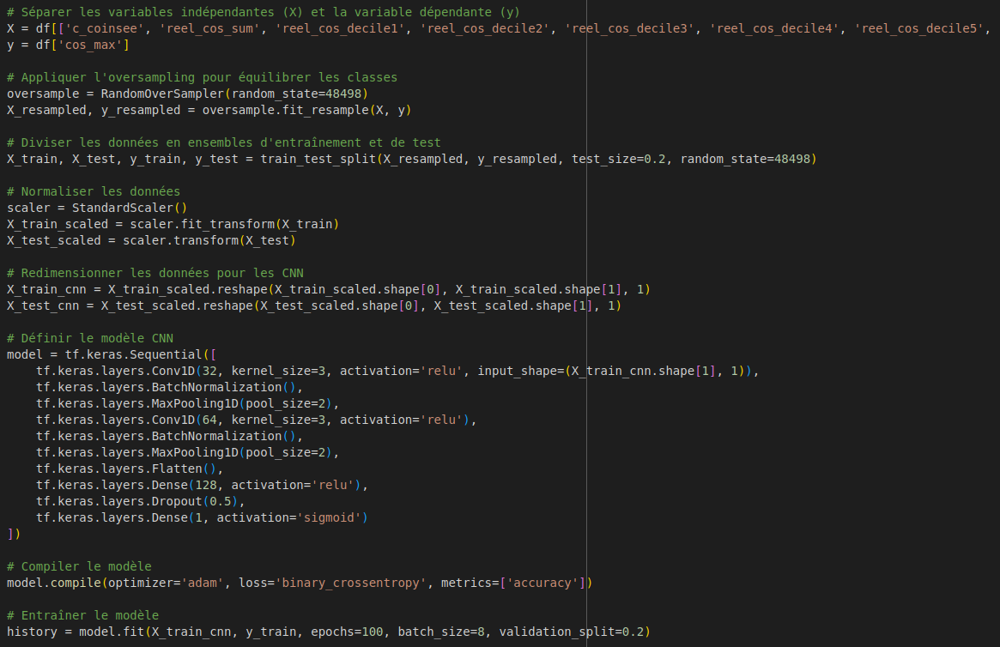 # Séparer les variables indépendantes (X) et la variable dépendante (y)
X = df[['c_coinsee', 'reel_cos_sum', 'reel_cos_decile1', 'reel_cos_decile2', 'reel_cos_decile3', 'reel_cos_decile4', 'reel_cos_decile5',
y = df['cos_max']
# Appliquer l'oversampling pour équilibrer les classes
oversample = RandomOverSampler(random_state=48498)
X_resampled, y_resampled = oversample.fit_resample(X, y)
# Diviser les données en ensembles d'entraînement et de test
X_train, X_test, y_train, y_test = train_test_split(X_resampled, y_resampled, test_size=0.2, random_state=48498)
# Normaliser les données
scaler = StandardScaler()
X_train_scaled = scaler.fit_transform(X_train)
X_test_scaled = scaler.transform(X_test)
# Redimensionner les données pour les CNN
X_train_cnn = X_train_scaled.reshape(X_train_scaled.shape[0], X_train_scaled.shape[1], 1)
X_test_cnn = X_test_scaled.reshape(X_test_scaled.shape[0], X_test_scaled.shape[1], 1)
# Définir le modèle CNN
model = tf.keras.Sequential([
    tf.keras.layers.Conv1D(32, kernel_size=3, activation='relu', input_shape=(X_train_cnn.shape[1], 1)),
    tf.keras.layers.BatchNormalization(),
    tf.keras.layers.MaxPooling1D(pool_size=2),
    tf.keras.layers.Conv1D(64, kernel_size=3, activation='relu'),
    tf.keras.layers.BatchNormalization(),
    tf.keras.layers.MaxPooling1D(pool_size=2),
    tf.keras.layers.Flatten(),
    tf.keras.layers.Dense(128, activation='relu'),
    tf.keras.layers.Dropout(0.5),
    tf.keras.layers.Dense(1, activation='sigmoid')
])
# Compiler le modèle
model.compile(optimizer='adam', loss='binary_crossentropy', metrics=['accuracy'])
# Entraîner le modèle
history = model.fit(X_train_cnn, y_train, epochs=100, batch_size=8, validation_split=0.2)